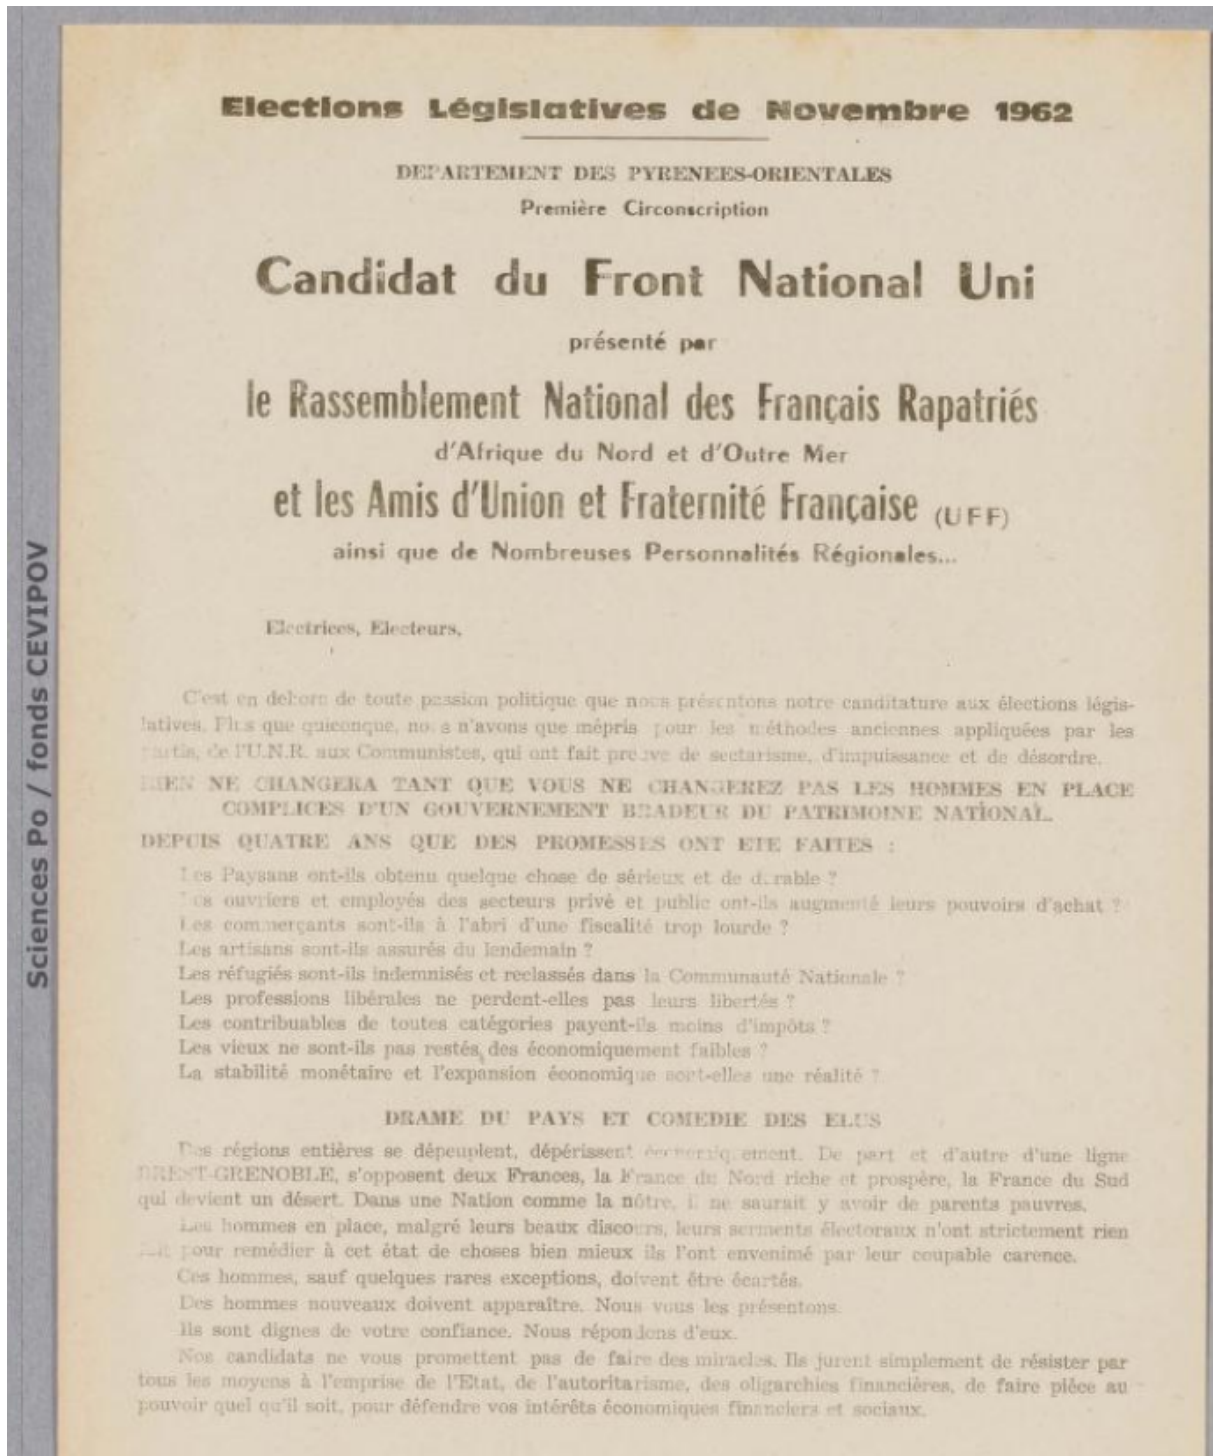 Elections Législatives de Novembre 1962
DEPARTEMENT DES PYRENEES-ORIENTALES
Première Circonscription
Candidat du Front National Uni
présenté par
le Rassemblement National des Français Rapatriés
d'Afrique du Nord et d'Outre Mer
et les Amis d'Union et Fraternité Française (UFF)
ainsi que de Nombreuses Personnalités Régionales...
Electrices, Electeurs,
C'est en dehors de toute passion politique que nous présentons notre canditature aux élections légis-
latives. Plus que quiconque, nous n'avons que mépris pour les méthodes anciennes appliquées par les
partis, de l'U.N.R. aux Communistes, qui ont fait preuve de sectarisme, d'impuissance et de désordre.
RIEN NE CHANGERA TANT QUE VOUS NE CHANGEREZ PAS LES HOMMES EN PLACE
COMPLICES D'UN GOUVERNEMENT BRADEUR DU PATRIMOINE NATIONAL.
DEPUIS QUATRE ANS QUE DES PROMESSES ONT ETE FAITES :
Les Paysans ont-ils obtenu quelque chose de sérieux et de durable ?
Les ouvriers et employés des secteurs privé et public ont-ils augmenté leurs pouvoirs d'achat ?
Les commerçants sont-ils à l'abri d'une fiscalité trop lourde ?
Les artisans sont-ils assurés du lendemain ?
Les réfugiés sont-ils indemnisés et reclassés dans la Communauté Nationale ?
Les professions libérales ne perdent-elles pas leurs libertés ?
Les contribuables de toutes catégories payent-ils moins d'impôts ?
Les vieux ne sont-ils pas restés des économiquement faibles ?
La stabilité monétaire et l'expansion économique sont-elles une réalité ?
DRAME DU PAYS ET COMEDIE DES ELUS
Des régions entières se dépeuplent, dépérissent économiquement. De part et d'autre d'une ligne
BREST-GRENOBLE, s'opposent deux Frances, la France du Nord riche et prospère, la France du Sud
qui devient un désert. Dans une Nation comme la nôtre, il ne saurait y avoir de parents pauvres.
Les hommes en place, malgré leurs beaux discours, leurs serments électoraux n'ont strictement rien
fait pour remédier à cet état de choses bien mieux ils l'ont envenimé par leur coupable carence.
Ces hommes, sauf quelques rares exceptions, doivent être écartés.
Des hommes nouveaux doivent apparaître. Nous vous les présentons.
Ils sont dignes de votre confiance. Nous répondons d'eux.
Nos candidats ne vous promettent pas de faire des miracles. Ils jurent simplement de résister par
tous les moyens à l'emprise de l'Etat, de l'autoritarisme, des oligarchies financières, de faire pièce au
pouvoir quel qu'il soit, pour défendre vos intérêts économiques financiers et sociaux.
Sciences Po / fonds CEVIPOV